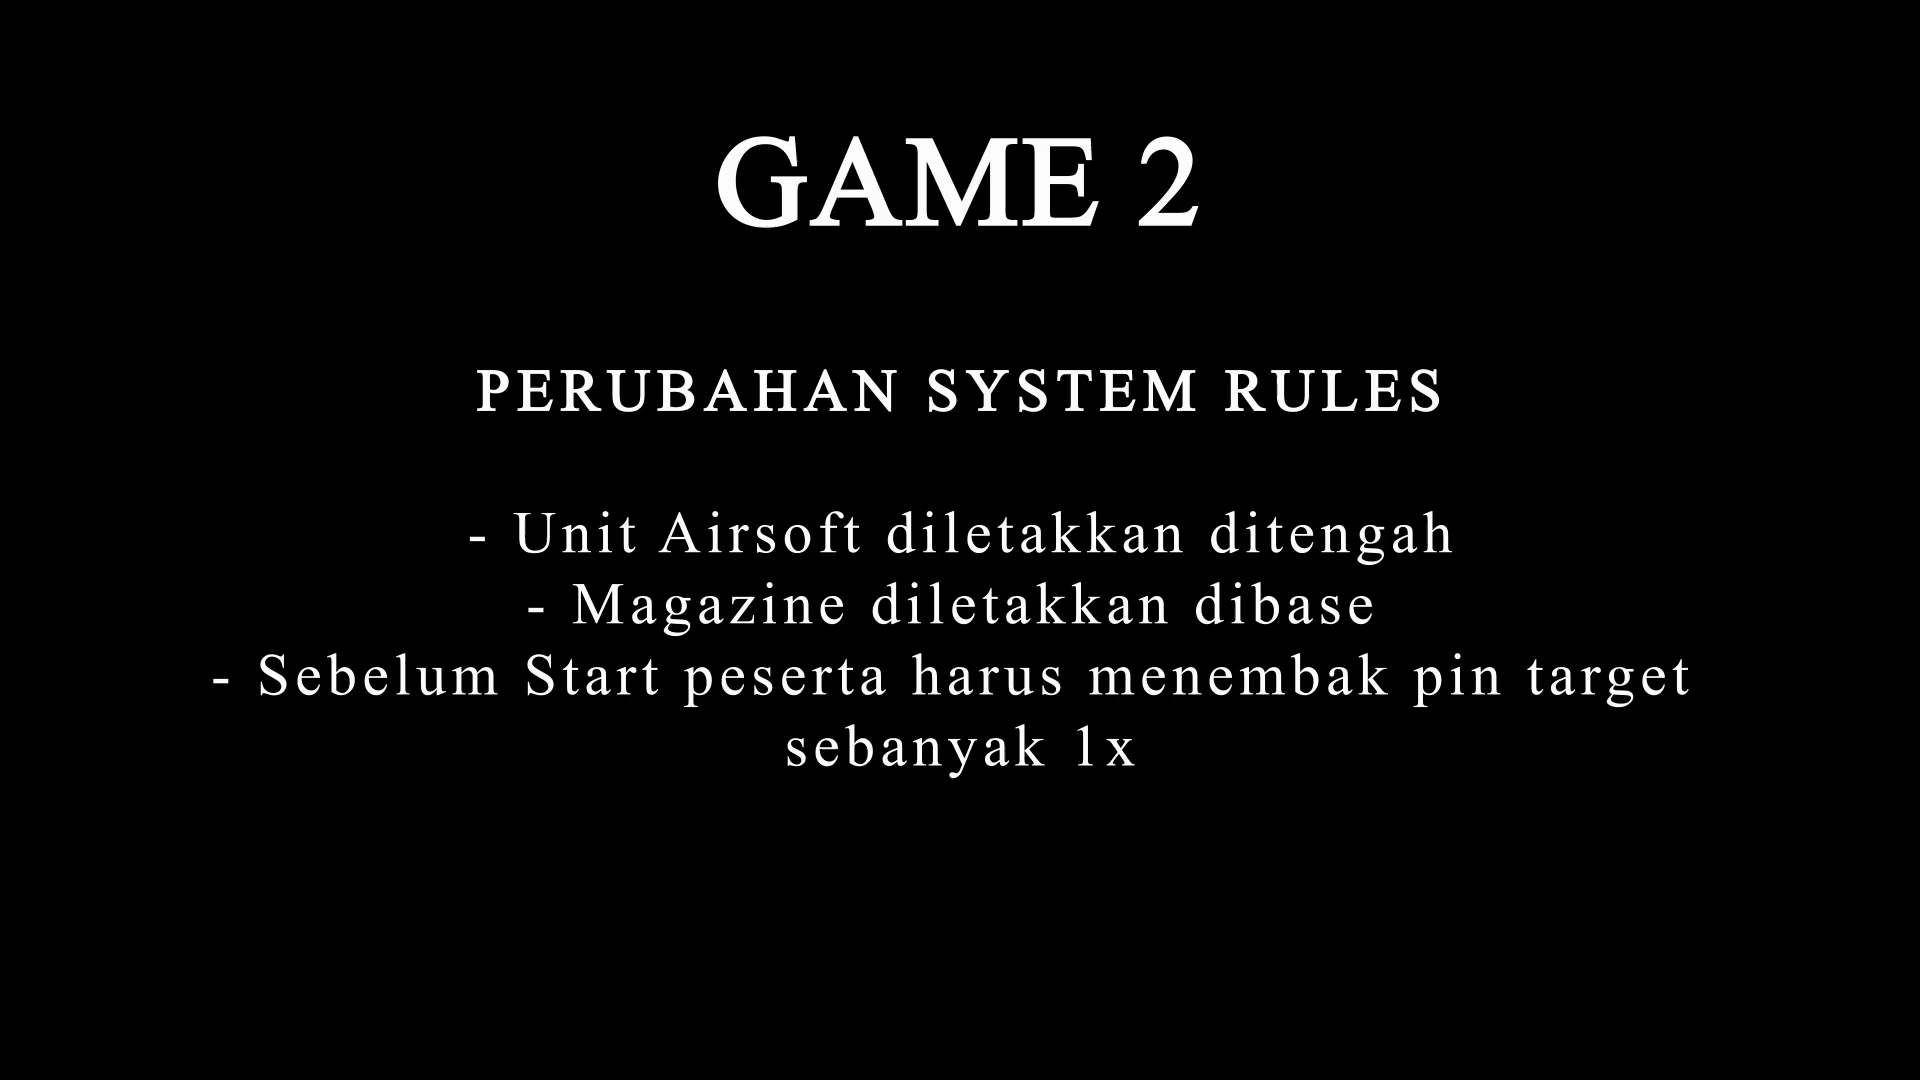 GAME 2
PERUBAHAN SYSTEM RULES
- Unit Airsoft diletakkan ditengah
- Magazine diletakkan dibase
- Sebelum Start peserta harus menembak pin target
sebanyak 1x